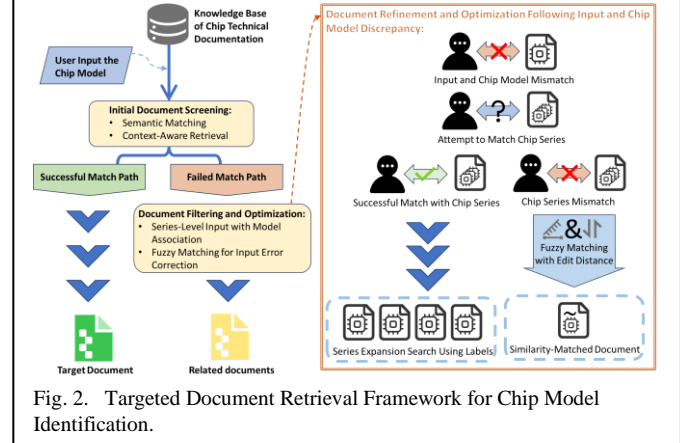 Knowledge Base
of Chip Technical
Documentation
User Input the
Chip Model
Initial Document Screening:
• Semantic Matching
• Context-Aware Retrieval
Successful Match Path
Failed Match Path
Document Filtering and Optimization:
• Series-Level Input with Model
Association
• Fuzzy Matching for Input Error
Correction
Target Document
Related documents
Document Refinement and Optimization Following Input and Chip
Model Discrepancy:
Input and Chip Model Mismatch
?
Attempt to Match Chip Series
Successful Match with Chip Series
Chip Series Mismatch
&
Fuzzy Matching
with Edit Distance
Series Expansion Search Using Labels
~
Similarity-Matched Document
Fig. 2. Targeted Document Retrieval Framework for Chip Model
Identification.